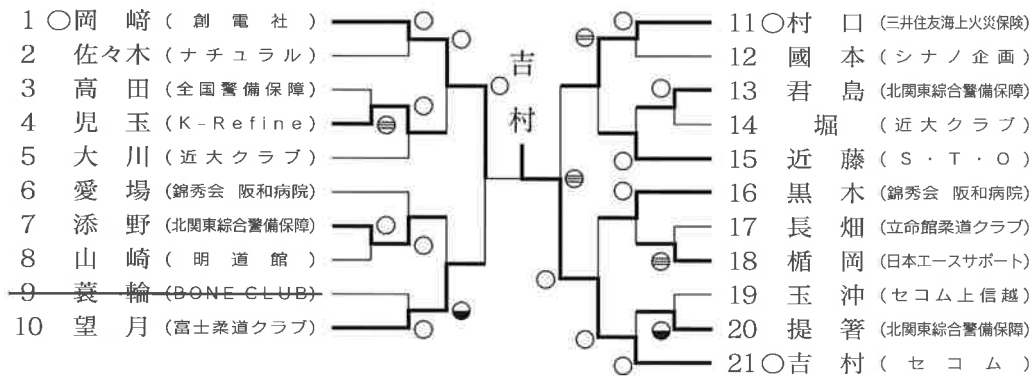 1 ○岡﨑 (創電社)
2 佐々木 (ナチュラル)
3 高田 (全国警備保障)
4 児玉 (K-Refine)
5 大川 (近大クラブ)
6 愛場 (錦秀会 阪和病院)
7 添野 (北関東綜合警備保障)
8 山崎 (明道館)
9 蓑輪 (BONE CLUB)
10 望月 (富士柔道クラブ)
吉村
11 ○村口 (三井住友海上火災保険)
12 國本 (シナノ企画)
13 君島 (北関東綜合警備保障)
14 堀 (近大クラブ)
15 近藤 (S・T・O)
16 黒木 (錦秀会 阪和病院)
17 長畑 (立命館柔道クラブ)
18 楯岡 (日本エースサポート)
19 玉沖 (セコム上信越)
20 提箸 (北関東綜合警備保障)
21 ○吉村 (セコム)